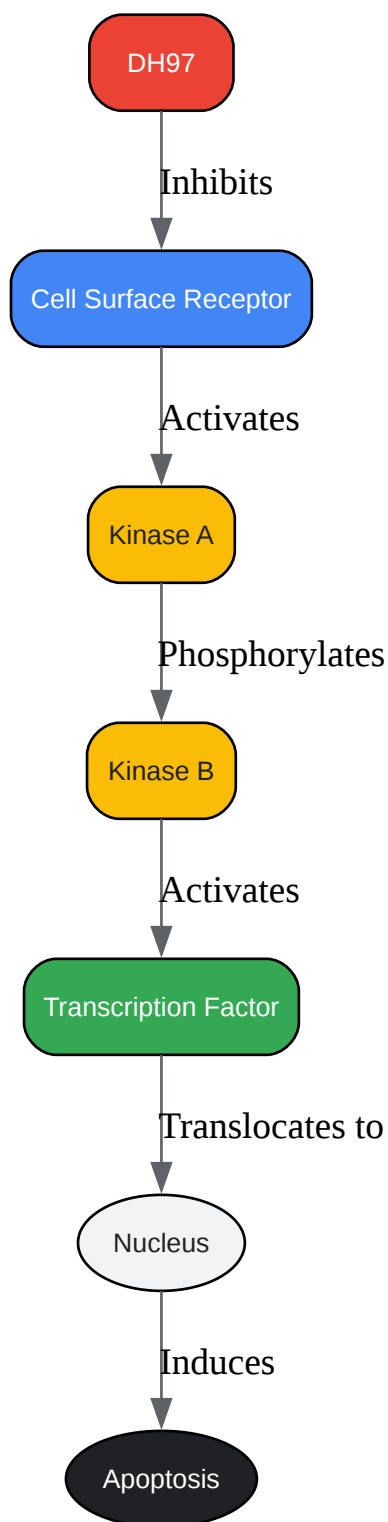 DH97
Inhibits
Cell Surface Receptor
Activates
Kinase A
Phosphorylates
Kinase B
Activates
Transcription Factor
Translocates to
Nucleus
Induces
Apoptosis